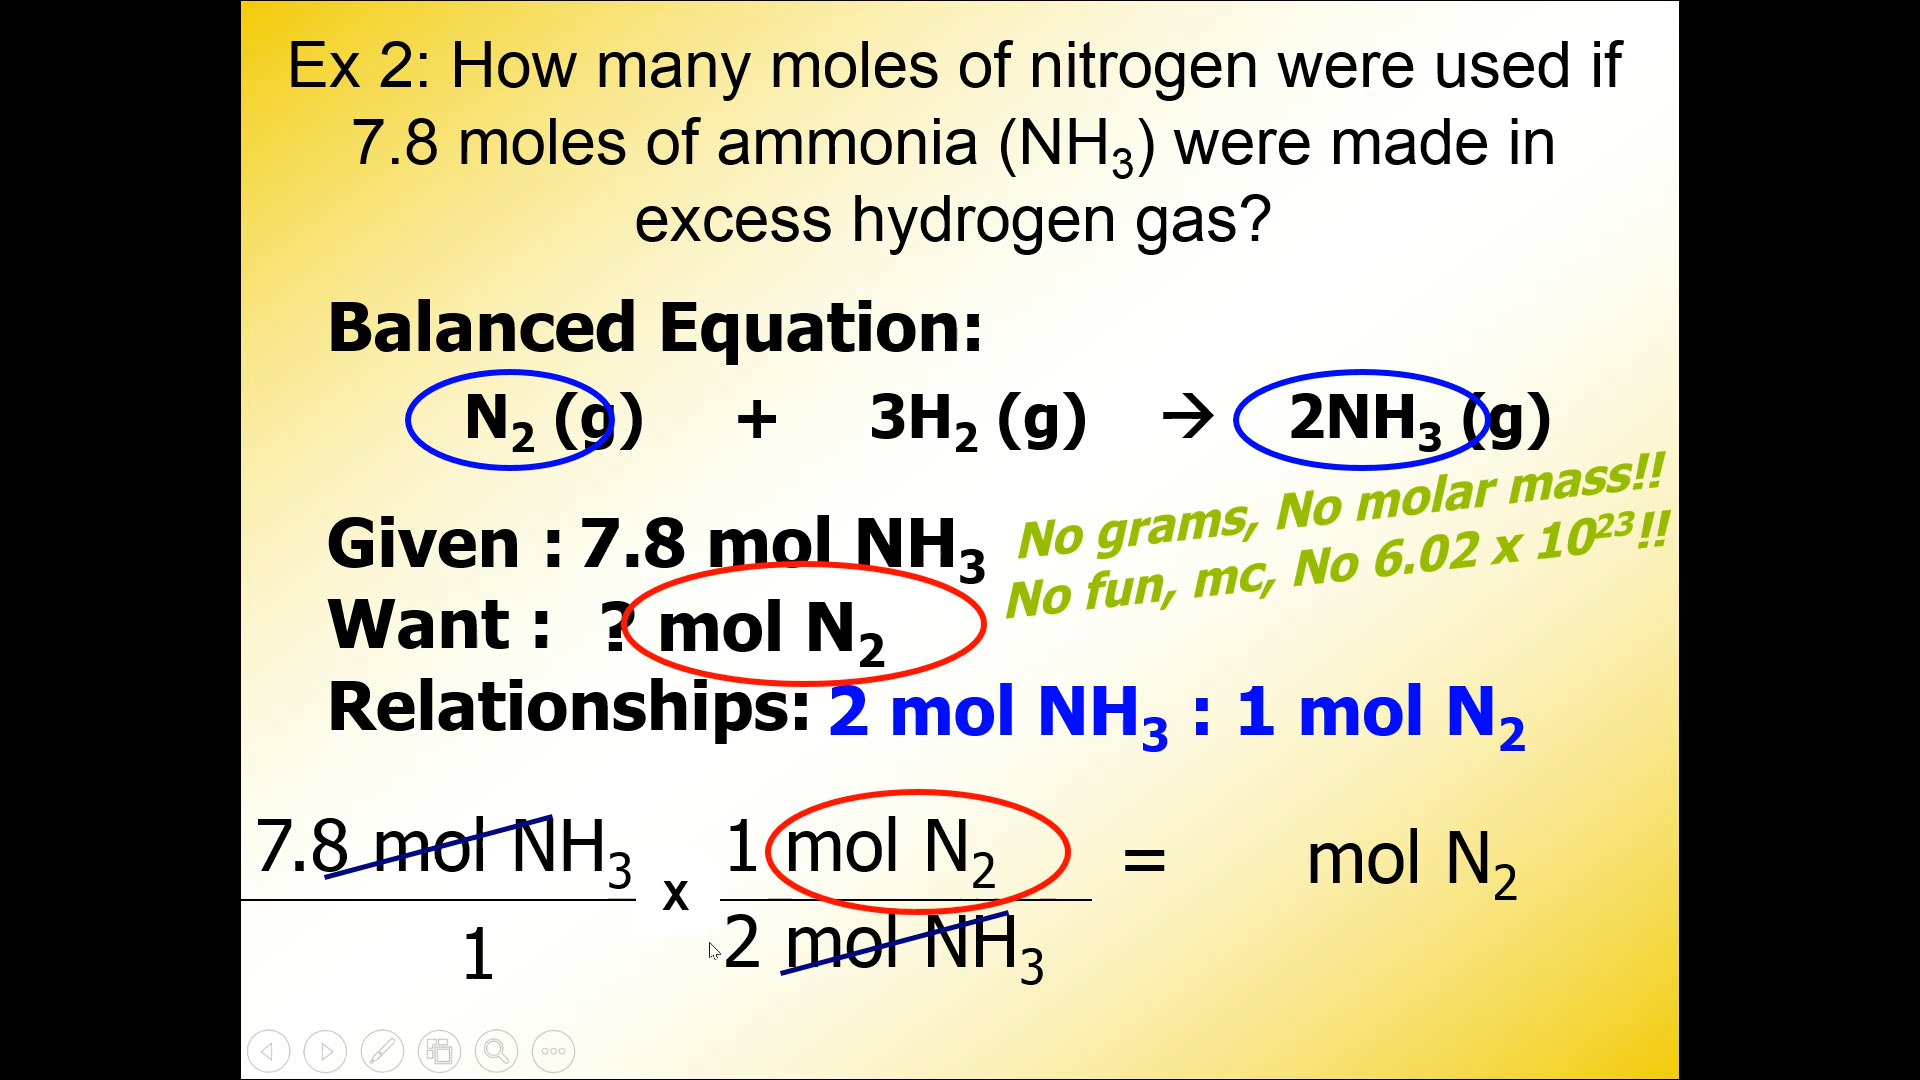 Ex 2: How many moles of nitrogen were used if
7.8 moles of ammonia (NH₃) were made in
excess hydrogen gas?
Balanced Equation:
N₂ (g) + 3H₂ (g) → 2NH₃ (g)
Given : 7.8 mol NH₃
No grams, No molar mass!!
No fun, mc, No 6.02 x 10²³!!
Want : ? mol N₂
Relationships: 2 mol NH₃ : 1 mol N₂
7.8 mol NH₃ x 1 mol N₂ = mol N₂
1 2 mol NH₃